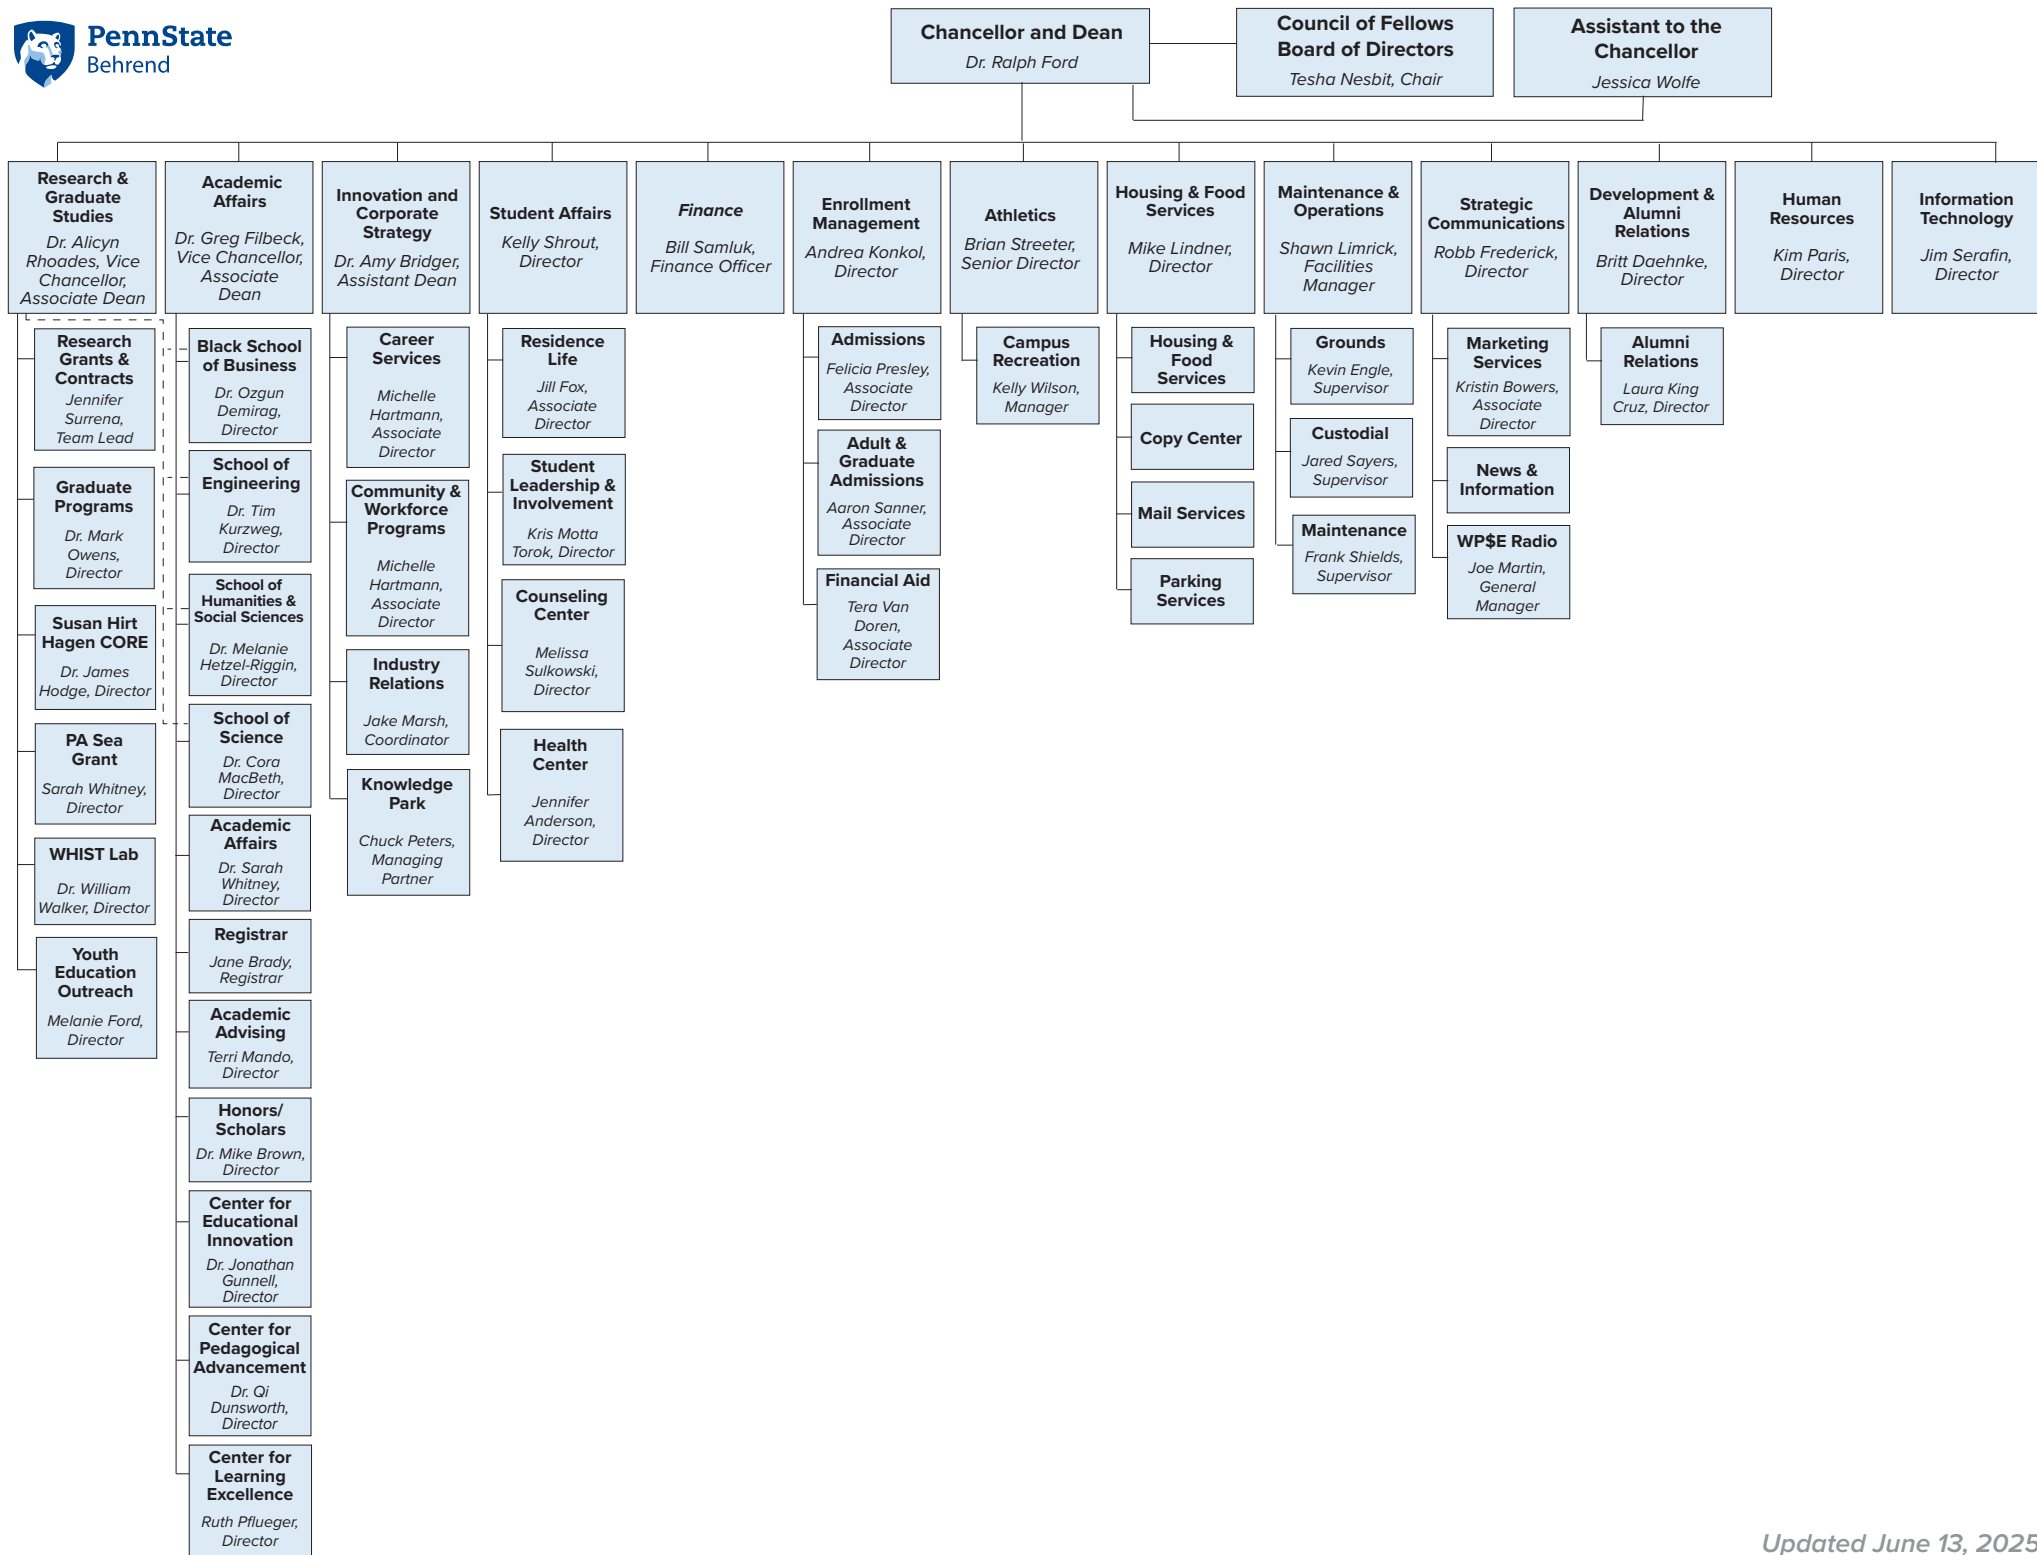 PennState
Behrend
Chancellor and Dean
Dr. Ralph Ford
Council of Fellows
Board of Directors
Tesha Nesbit, Chair
Assistant to the
Chancellor
Jessica Wolfe
Research &
Graduate
Studies
Dr. Alicyn
Rhoades, Vice
Chancellor,
Associate Dean
Research
Grants &
Contracts
Jennifer
Surrena,
Team Lead
Graduate
Programs
Dr. Mark
Owens,
Director
Susan Hirt
Hagen CORE
Dr. James
Hodge, Director
PA Sea
Grant
Sarah Whitney,
Director
WHIST Lab
Dr. William
Walker, Director
Youth
Education
Outreach
Melanie Ford,
Director
Academic
Affairs
Dr. Greg Filbeck,
Vice Chancellor,
Associate
Dean
Black School
of Business
Dr. Ozgun
Demirag,
Director
School of
Engineering
Dr. Tim
Kurzweg,
Director
School of
Humanities &
Social Sciences
Dr. Melanie
Hetzel-Riggin,
Director
School of
Science
Dr. Cora
MacBeth,
Director
Academic
Affairs
Dr. Sarah
Whitney,
Director
Registrar
Jane Brady,
Registrar
Academic
Advising
Terri Mando,
Director
Honors/
Scholars
Dr. Mike Brown,
Director
Center for
Educational
Innovation
Dr. Jonathan
Gunnell,
Director
Center for
Pedagogical
Advancement
Dr. Qi
Dunsworth,
Director
Center for
Learning
Excellence
Ruth Pflueger,
Director
Innovation and
Corporate
Strategy
Dr. Amy Bridger,
Assistant Dean
Career
Services
Michelle
Hartmann,
Associate
Director
Community &
Workforce
Programs
Michelle
Hartmann,
Associate
Director
Industry
Relations
Jake Marsh,
Coordinator
Knowledge
Park
Chuck Peters,
Managing
Partner
Student Affairs
Kelly Shrout,
Director
Residence
Life
Jill Fox,
Associate
Director
Student
Leadership &
Involvement
Kris Motta
Torok, Director
Counseling
Center
Melissa
Sulkowski,
Director
Health
Center
Jennifer
Anderson,
Director
Finance
Bill Samluk,
Finance Officer
Enrollment
Management
Andrea Konkol,
Director
Admissions
Felicia Presley,
Associate
Director
Adult &
Graduate
Admissions
Aaron Sanner,
Associate
Director
Financial Aid
Tera Van
Doren,
Associate
Director
Athletics
Brian Streeter,
Senior Director
Campus
Recreation
Kelly Wilson,
Manager
Housing & Food
Services
Mike Lindner,
Director
Housing &
Food
Services
Copy Center
Mail Services
Parking
Services
Maintenance &
Operations
Shawn Limrick,
Facilities
Manager
Grounds
Kevin Engle,
Supervisor
Custodial
Jared Sayers,
Supervisor
Maintenance
Frank Shields,
Supervisor
Strategic
Communications
Robb Frederick,
Director
Marketing
Services
Kristin Bowers,
Associate
Director
News &
Information
WP$E Radio
Joe Martin,
General
Manager
Development &
Alumni
Relations
Britt Daehnke,
Director
Alumni
Relations
Laura King
Cruz, Director
Human
Resources
Kim Paris,
Director
Information
Technology
Jim Serafin,
Director
Updated June 13, 2025